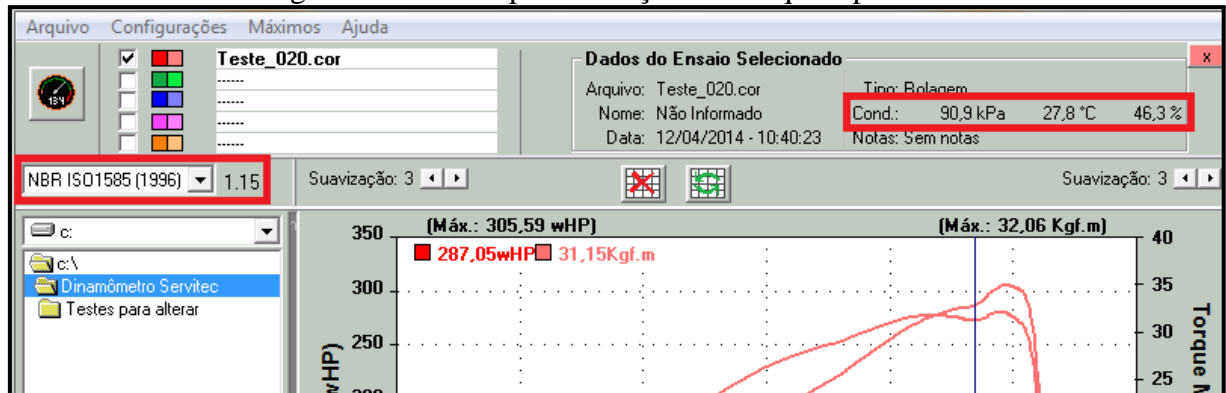 Arquivo Configurações Máximos Ajuda
Teste_020.cor
------
------
------
------
Dados do Ensaio Selecionado
x
Arquivo: Teste_020.cor Tipo: Rolagem
Nome: Não Informado Cond.: 90,9 kPa 27,8 °C 46,3 %
Data: 12/04/2014 - 10:40:23 Notas: Sem notas
NBR ISO1585 (1996) 1.15 Suavização: 3 Suavização: 3
c:
c:\
Dinamômetro Servitec
Testes para alterar
(Máx.: 305,59 wHP) (Máx.: 32,06 Kgf.m)
287,05wHP 31,15Kgf.m
350
300
250
wHP)
40
35
30
25
Torque